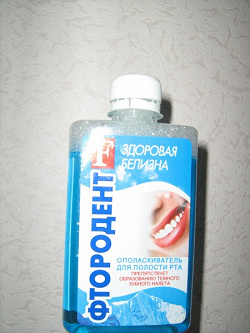 ФТОРОДЕНТ
F
ЗДОРОВАЯ
БЕЛИЗНА
ОПОЛАСКИВАТЕЛЬ
ДЛЯ ПОЛОСТИ РТА
ПРЕПЯТСТВУЕТ
ОБРАЗОВАНИЮ ТЕМНОГО
ЗУБНОГО НАЛЕТА